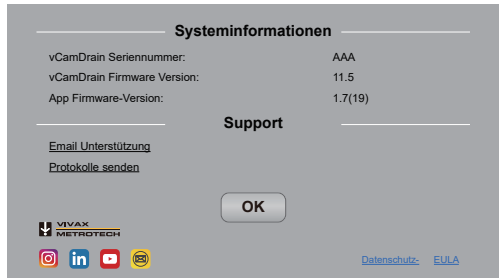 Systeminformationen
vCamDrain Seriennummer: AAA
vCamDrain Firmware Version: 11.5
App Firmware-Version: 1.7(19)
Support
Email Unterstützung
Protokolle senden
OK
VIVAX
METROTECH
in
Datenschutz- EULA